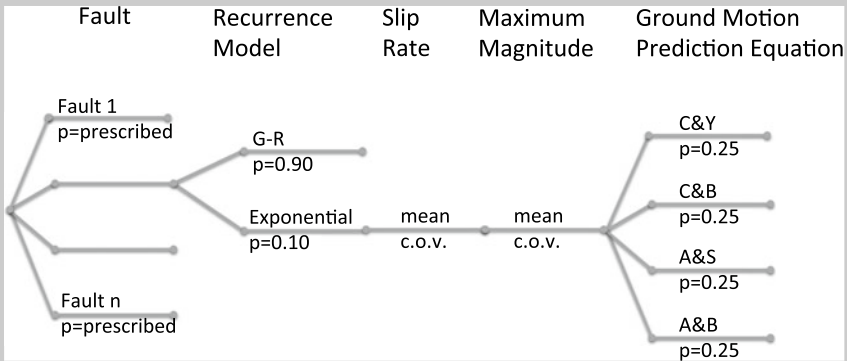 Fault
Recurrence
Model
Slip
Rate
Maximum
Magnitude
Ground Motion
Prediction Equation
Fault 1
p=prescribed
Fault n
p=prescribed
G-R
p=0.90
Exponential
p=0.10
mean
c.o.v.
mean
c.o.v.
C&Y
p=0.25
C&B
p=0.25
A&S
p=0.25
A&B
p=0.25